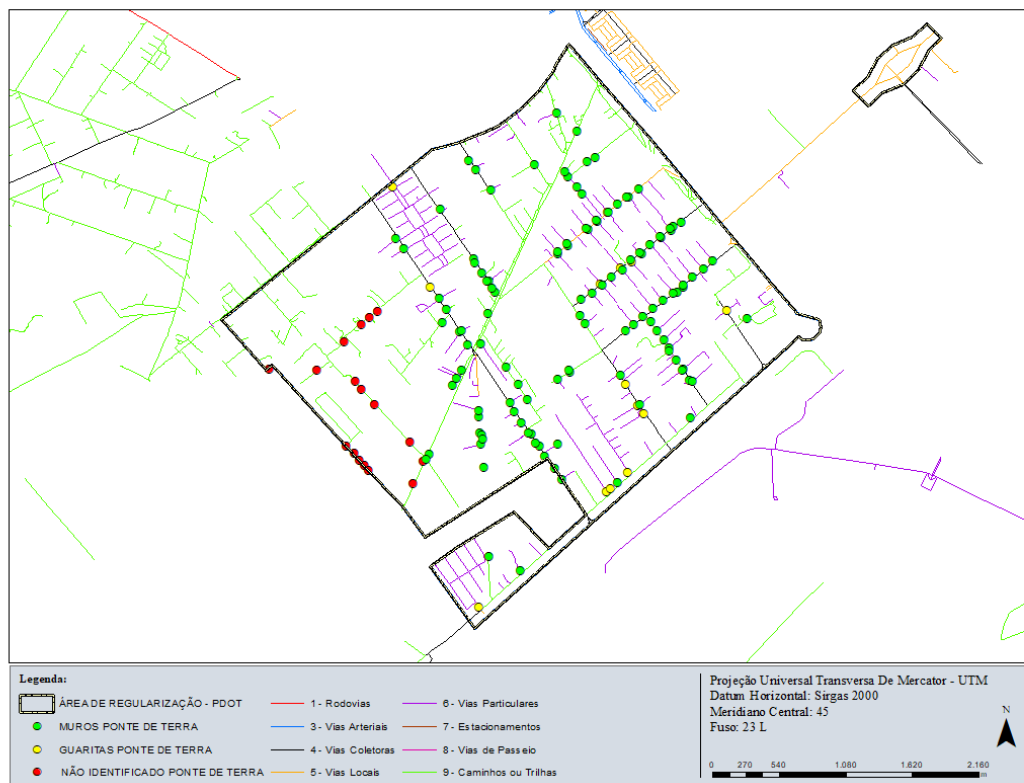 Legenda:
ÁREA DE REGULARIZAÇÃO - PDOT
MUROS PONTE DE TERRA
GUARITAS PONTE DE TERRA
NÃO IDENTIFICADO PONTE DE TERRA
1 - Rodovias
3 - Vias Arteriais
4 - Vias Coletoras
5 - Vias Locais
6 - Vias Particulares
7 - Estacionamentos
8 - Vias de Passeio
9 - Caminhos ou Trilhas
Projeção Universal Transversa De Mercator - UTM
Datum Horizontal: Sirgas 2000
Meridiano Central: 45
Fuso: 23 L
N
0 270 540 1.080 1.620 2.160
m